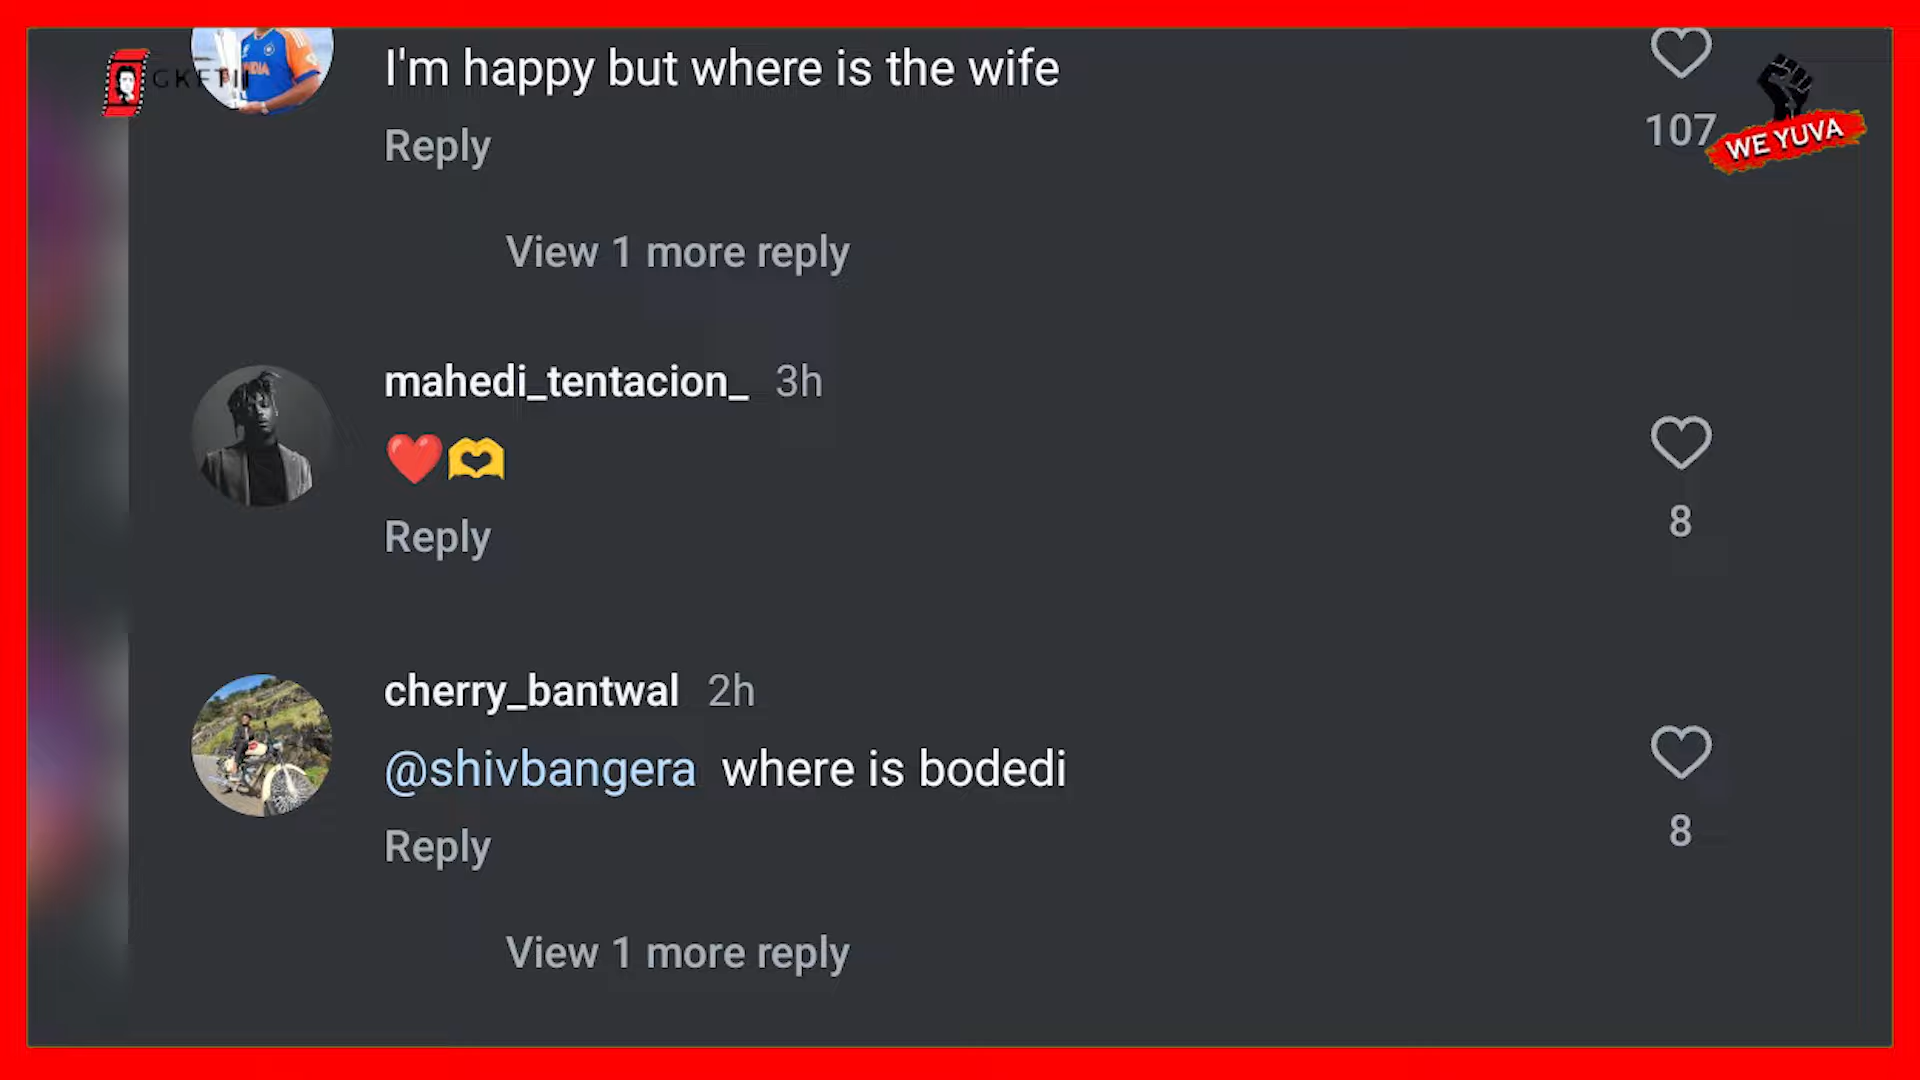 GKFTII
I'm happy but where is the wife
107
WE YUVA
Reply
View 1 more reply
mahedi_tentacion_ 3h
❤️🫶
8
Reply
cherry_bantwal 2h
@shivbangera where is bodedi
8
Reply
View 1 more reply